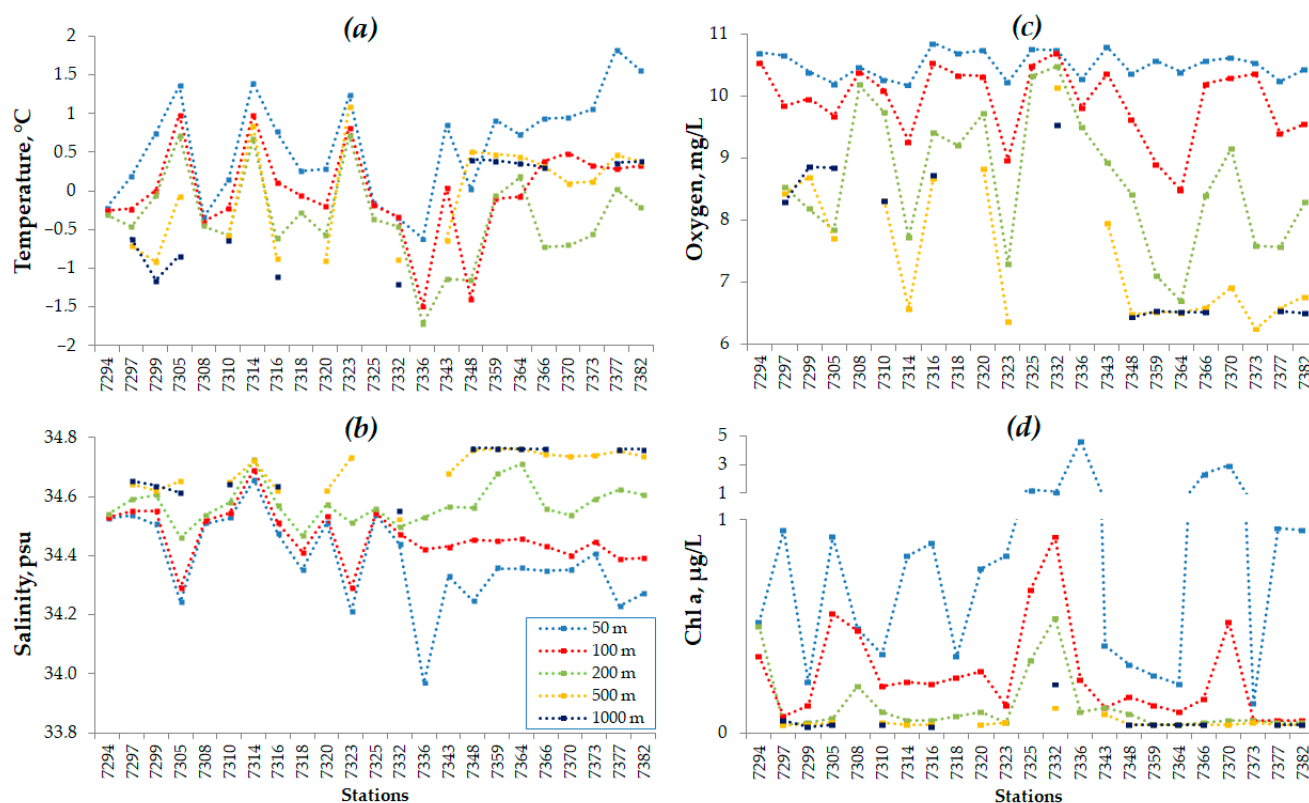 (a)
Temperature, °C
2
1.5
1
0.5
0
−0.5
−1
−1.5
−2
7294 7297 7299 7305 7308 7310 7314 7316 7318 7320 7323 7325 7332 7336 7343 7348 7359 7364 7366 7370 7373 7377 7382
(c)
Oxygen, mg/L
11
10
9
8
7
6
7294 7297 7299 7305 7308 7310 7314 7316 7318 7320 7323 7325 7332 7336 7343 7348 7359 7364 7366 7370 7373 7377 7382
(b)
Salinity, psu
34.8
34.6
34.4
34.2
34.0
33.8
50 m
100 m
200 m
500 m
1000 m
7294 7297 7299 7305 7308 7310 7314 7316 7318 7320 7323 7325 7332 7336 7343 7348 7359 7364 7366 7370 7373 7377 7382
Stations
(d)
Chl a, µg/L
5
3
1
1
0
7294 7297 7299 7305 7308 7310 7314 7316 7318 7320 7323 7325 7332 7336 7343 7348 7359 7364 7366 7370 7373 7377 7382
Stations